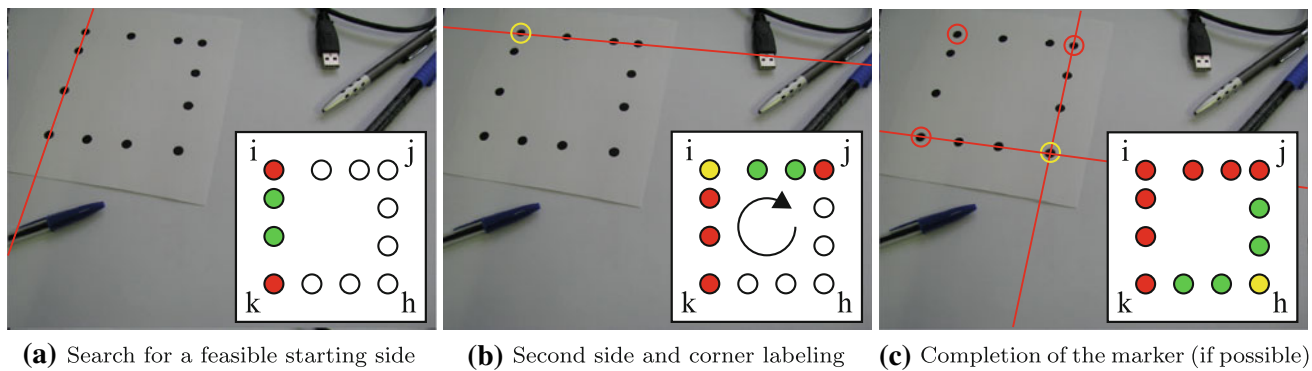 i j
k h
i j
k h
i j
k h
(a) Search for a feasible starting side
(b) Second side and corner labeling
(c) Completion of the marker (if possible)